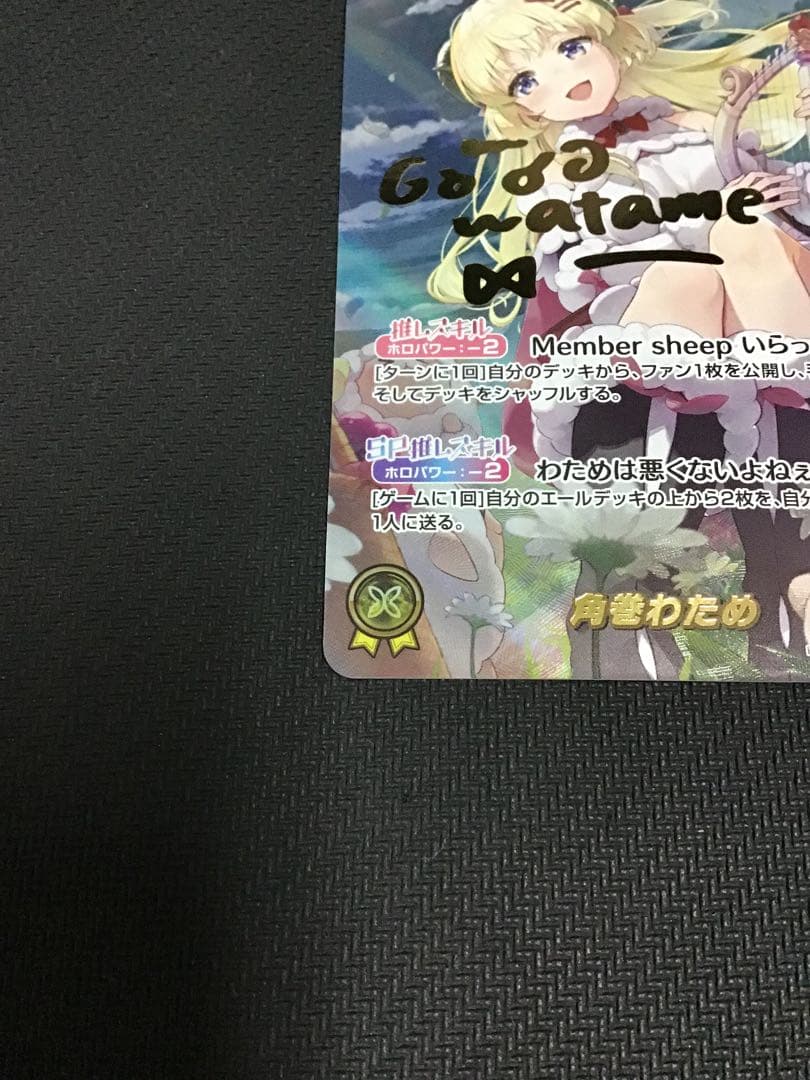 watame
推しスキル
ホロパワー:-2
Member sheep いらっ
[ターンに1回]自分のデッキから、ファン1枚を公開し、
そしてデッキをシャッフルする。
SP推しスキル
ホロパワー:-2
わためは悪くないよねぇ
[ゲームに1回]自分のエールデッキの上から2枚を、自分
1人に送る。
角巻わため